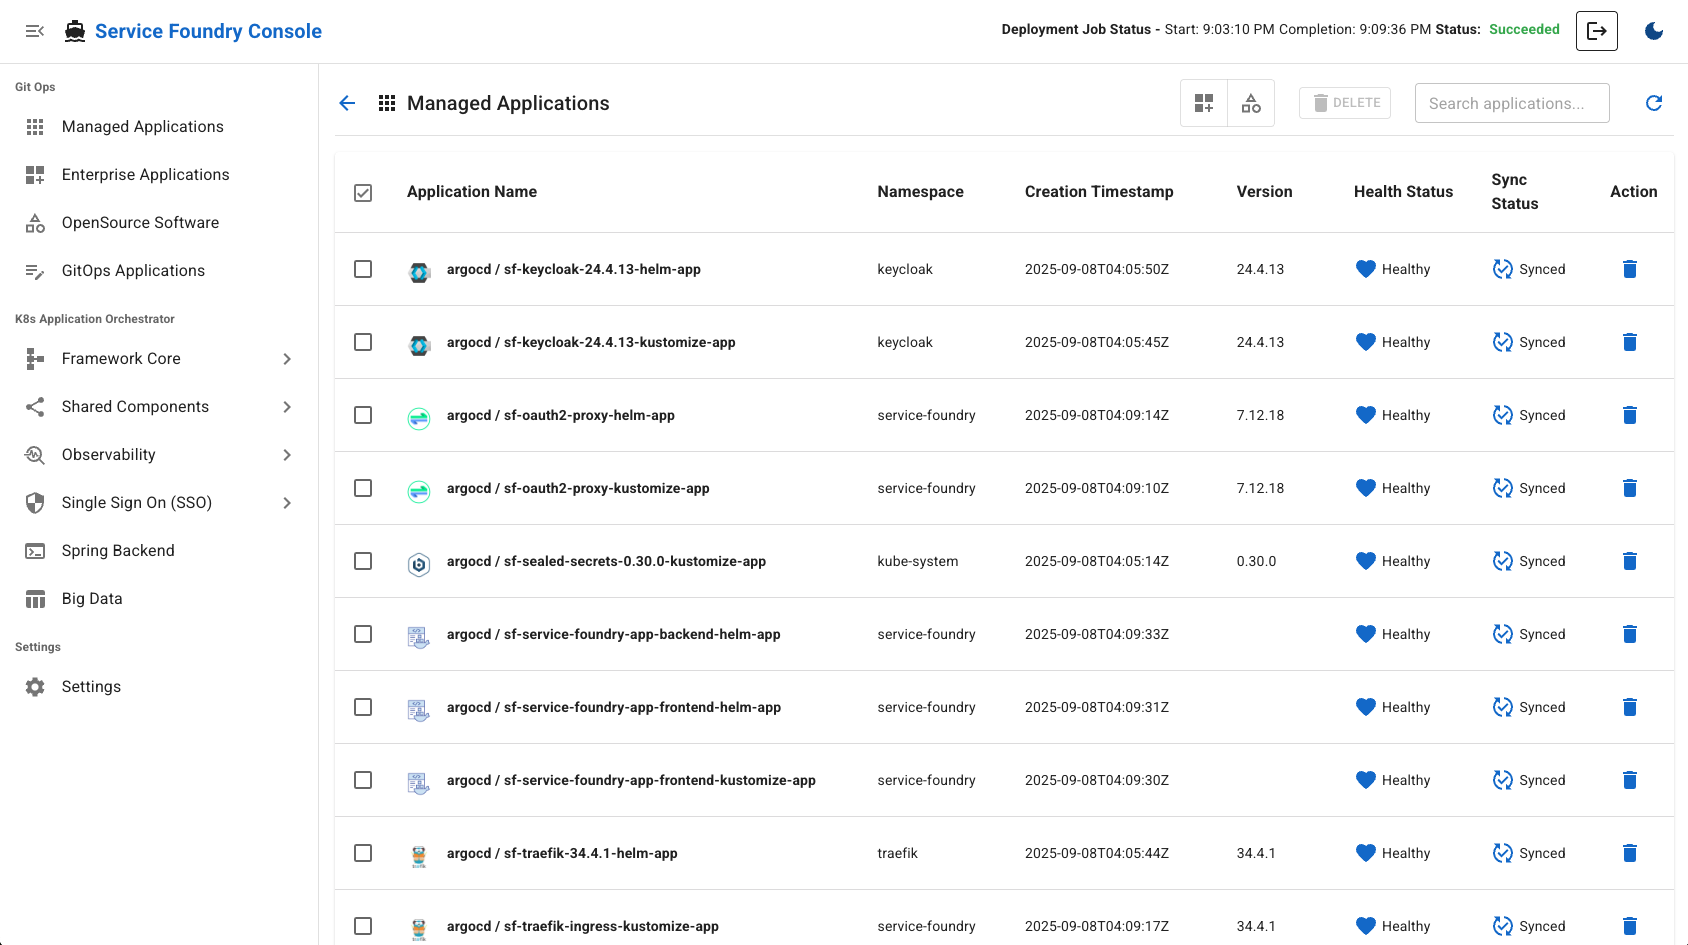 Service Foundry Console
Deployment Job Status - Start: 9:03:10 PM Completion: 9:09:36 PM Status: Succeeded
Git Ops
Managed Applications
Enterprise Applications
OpenSource Software
GitOps Applications
K8s Application Orchestrator
Framework Core
Shared Components
Observability
Single Sign On (SSO)
Spring Backend
Big Data
Settings
Settings
Managed Applications
DELETE
Search applications...
Application Name Namespace Creation Timestamp Version Health Status Sync Status Action
argocd / sf-keycloak-24.4.13-helm-app keycloak 2025-09-08T04:05:50Z 24.4.13 Healthy Synced
argocd / sf-keycloak-24.4.13-kustomize-app keycloak 2025-09-08T04:05:45Z 24.4.13 Healthy Synced
argocd / sf-oauth2-proxy-helm-app service-foundry 2025-09-08T04:09:14Z 7.12.18 Healthy Synced
argocd / sf-oauth2-proxy-kustomize-app service-foundry 2025-09-08T04:09:10Z 7.12.18 Healthy Synced
argocd / sf-sealed-secrets-0.30.0-kustomize-app kube-system 2025-09-08T04:05:14Z 0.30.0 Healthy Synced
argocd / sf-service-foundry-app-backend-helm-app service-foundry 2025-09-08T04:09:33Z Healthy Synced
argocd / sf-service-foundry-app-frontend-helm-app service-foundry 2025-09-08T04:09:31Z Healthy Synced
argocd / sf-service-foundry-app-frontend-kustomize-app service-foundry 2025-09-08T04:09:30Z Healthy Synced
argocd / sf-traefik-34.4.1-helm-app traefik 2025-09-08T04:05:44Z 34.4.1 Healthy Synced
argocd / sf-traefik-ingress-kustomize-app service-foundry 2025-09-08T04:09:17Z 34.4.1 Healthy Synced